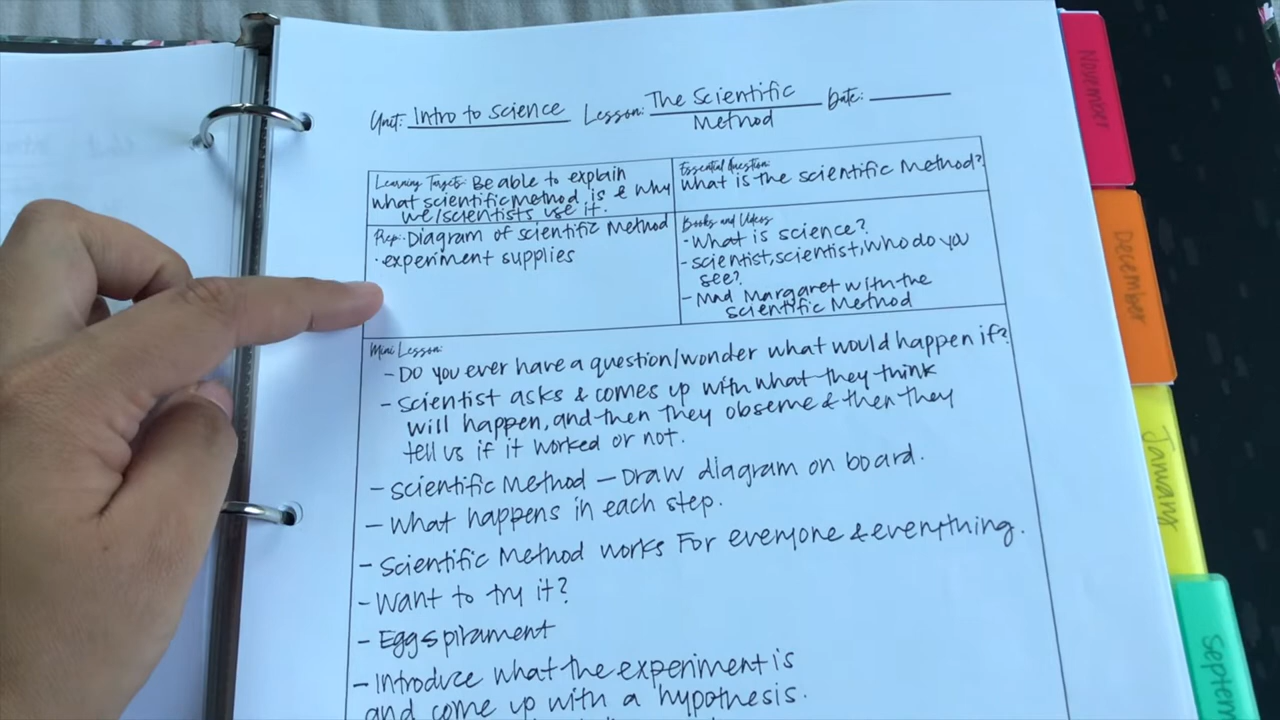 Unit: Intro to Science Lesson: The Scientific Date:
Method
Learning Target: Be able to explain
what scientific method is & why
we/scientists use it.
Essential Question:
what is the scientific Method?
Prep: Diagram of scientific Method
· experiment supplies
Books and Videos
- What is science?
- scientist, scientist, who do you
see?
- Mad Margaret with the
scientific Method
Mini Lesson:
- Do you ever have a question/wonder what would happen if?
- Scientist asks & comes up with what they think
will happen, and then they observe & then they
tell us if it worked or not.
- Scientific Method - Draw diagram on board.
- What happens in each step.
- Scientific Method works For everyone & everything.
- Want to try it?
- Eggspirament
- Introduce what the experiment is
and come up with a hypothesis.
November
December
January
Septem